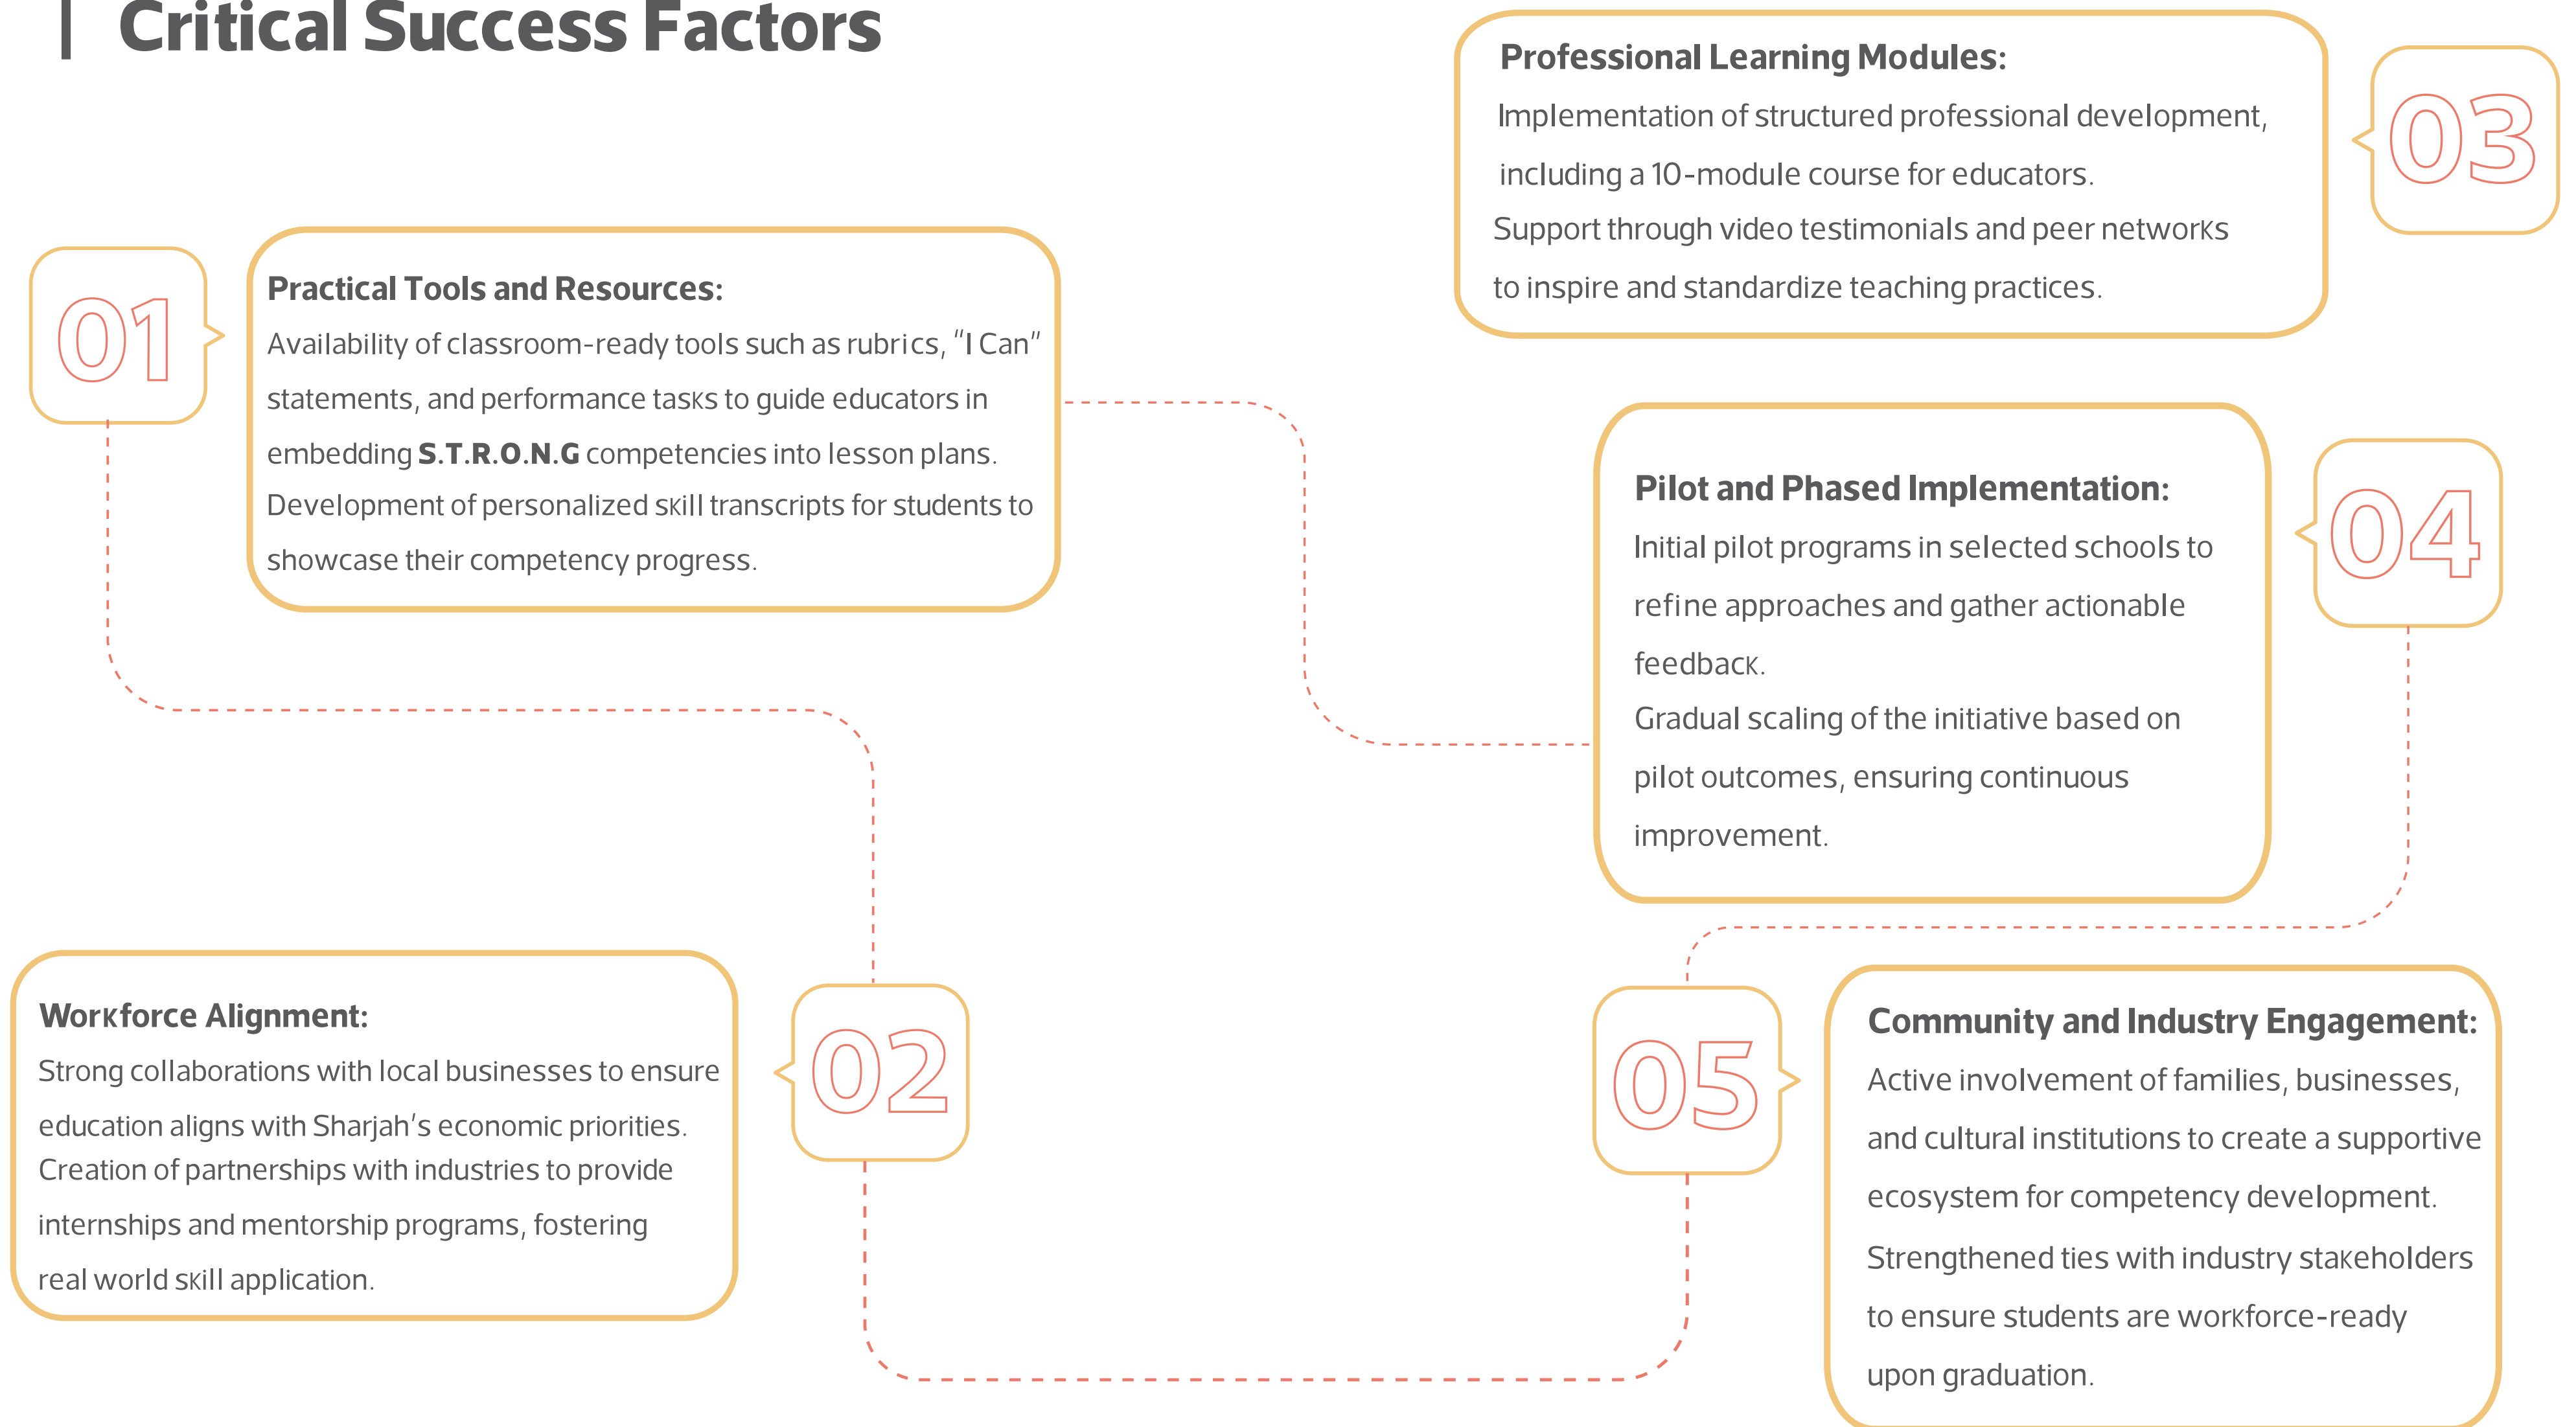 Critical Success Factors
01
Practical Tools and Resources:
Availability of classroom-ready tools such as rubrics, “I Can”
statements, and performance tasks to guide educators in
embedding S.T.R.O.N.G competencies into lesson plans.
Development of personalized skill transcripts for students to
showcase their competency progress.
02
Workforce Alignment:
Strong collaborations with local businesses to ensure
education aligns with Sharjah’s economic priorities.
Creation of partnerships with industries to provide
internships and mentorship programs, fostering
real world skill application.
03
Professional Learning Modules:
Implementation of structured professional development,
including a 10-module course for educators.
Support through video testimonials and peer networks
to inspire and standardize teaching practices.
04
Pilot and Phased Implementation:
Initial pilot programs in selected schools to
refine approaches and gather actionable
feedback.
Gradual scaling of the initiative based on
pilot outcomes, ensuring continuous
improvement.
05
Community and Industry Engagement:
Active involvement of families, businesses,
and cultural institutions to create a supportive
ecosystem for competency development.
Strengthened ties with industry stakeholders
to ensure students are workforce-ready
upon graduation.